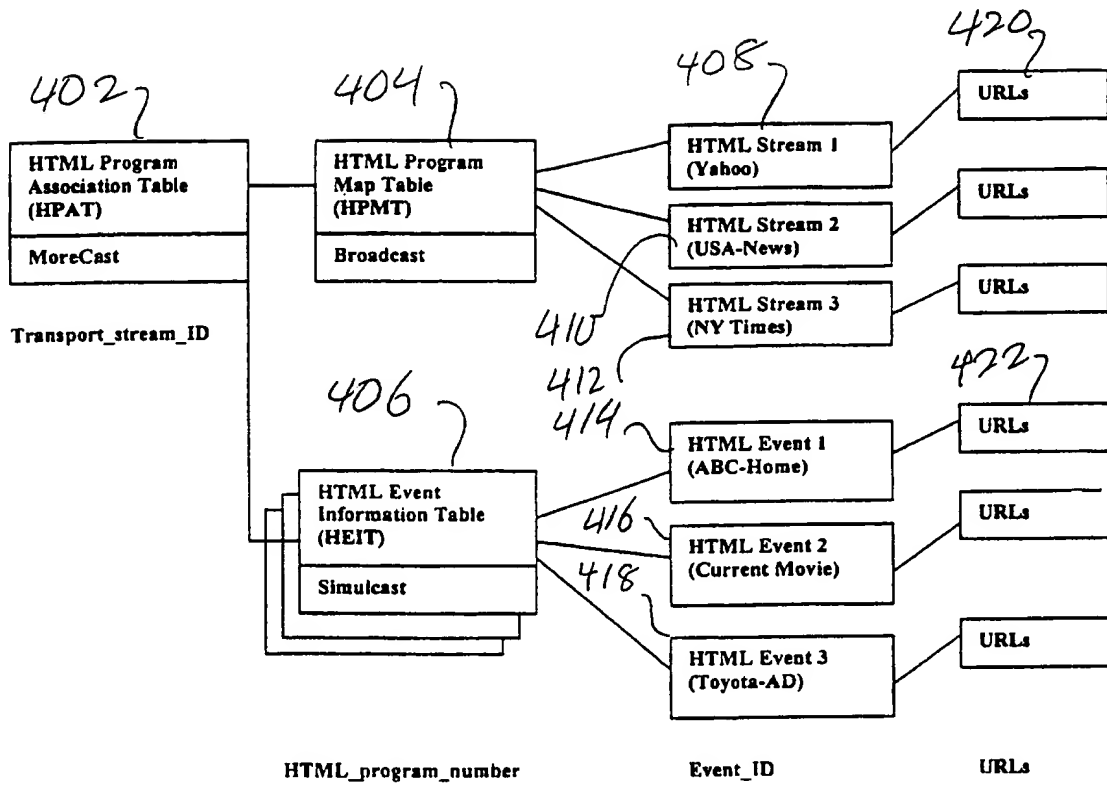 402
404
408
420
HTML Program
Association Table
(HPAT)
MoreCast
Transport_stream_ID
HTML Program
Map Table
(HPMT)
Broadcast
HTML Stream 1
(Yahoo)
URLs
HTML Stream 2
(USA-News)
URLs
410
HTML Stream 3
(NY Times)
URLs
412
406
HTML Event
Information Table
(HEIT)
Simulcast
414
HTML Event 1
(ABC-Home)
422
URLs
416
HTML Event 2
(Current Movie)
URLs
418
HTML Event 3
(Toyota-AD)
URLs
HTML_program_number
Event_ID
URLs